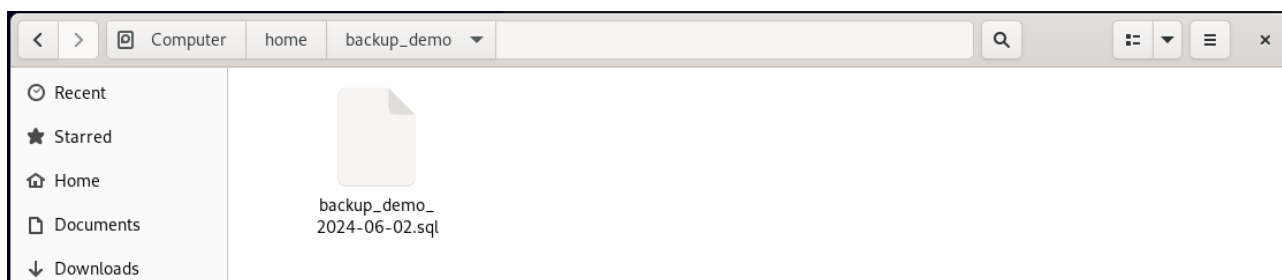 Computer home backup_demo
Recent
Starred
Home
Documents
Downloads
backup_demo_
2024-06-02.sql